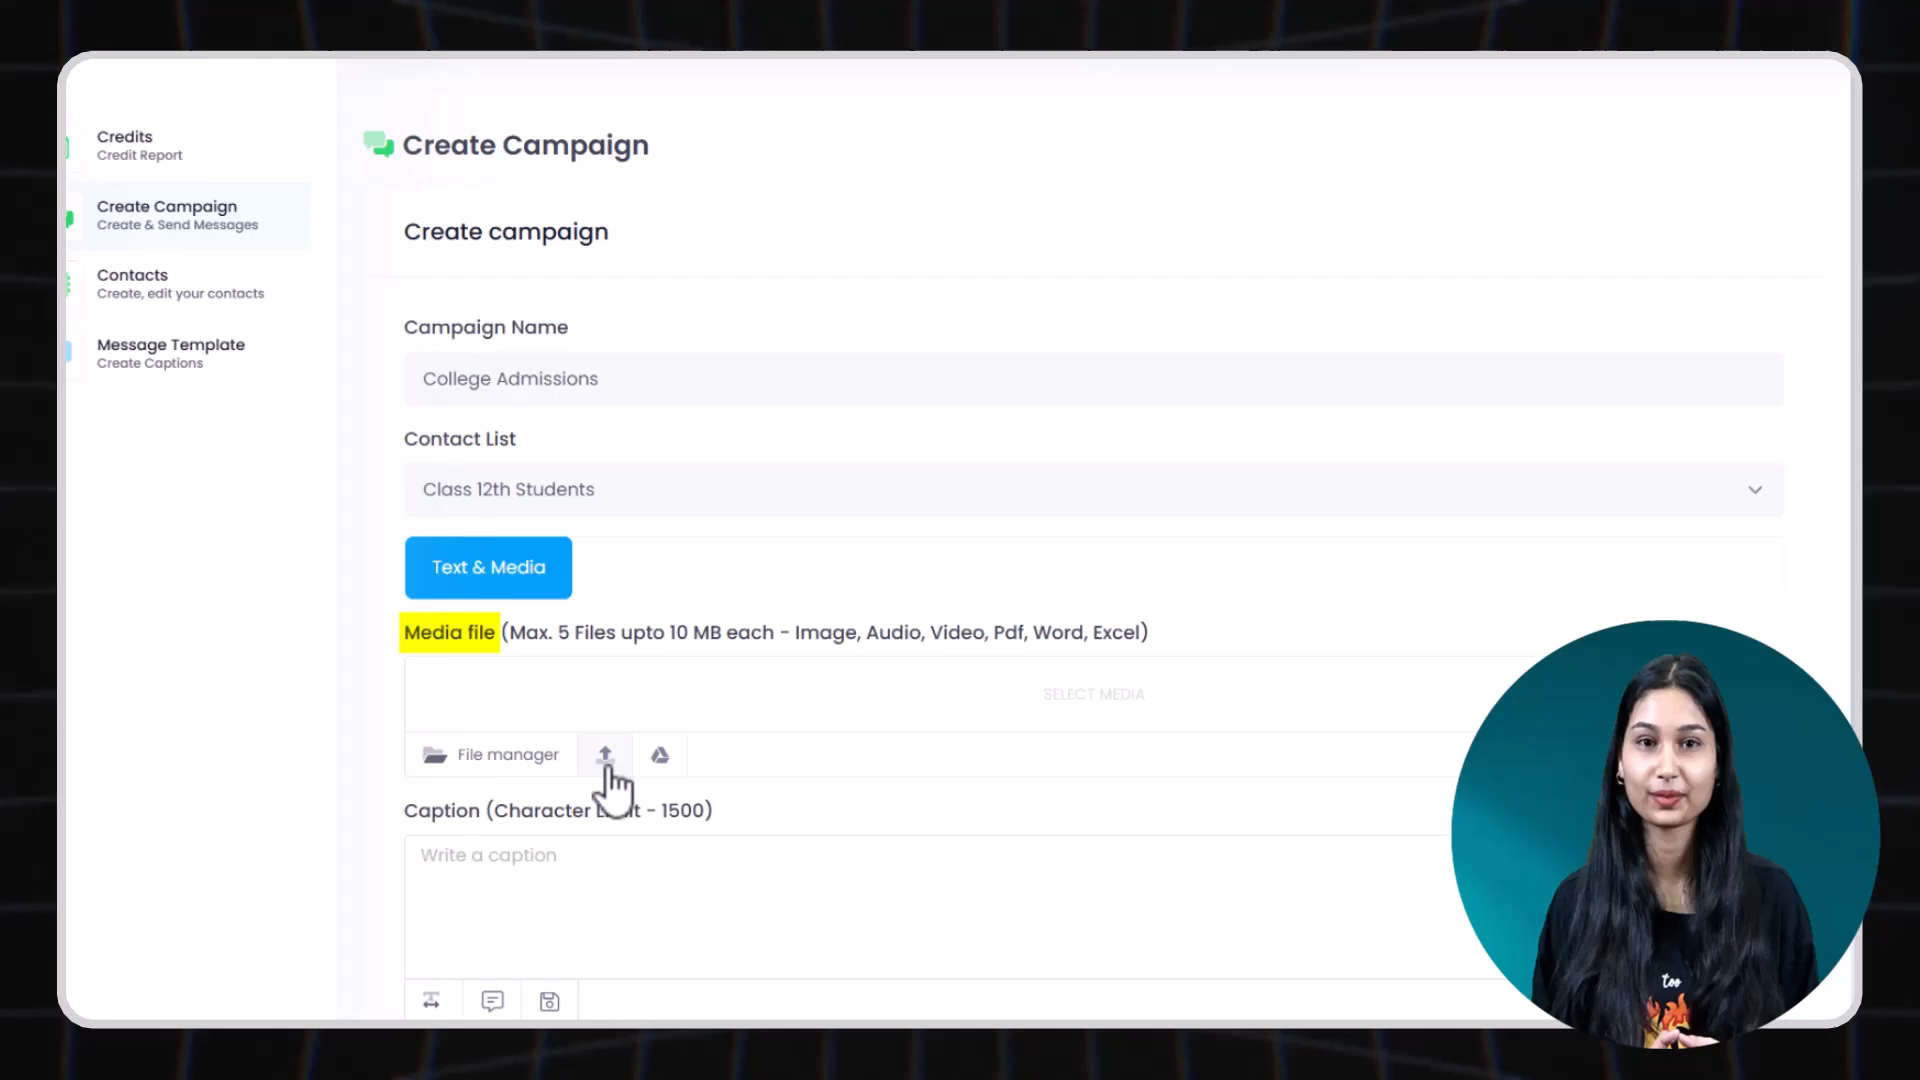 Credits
Credit Report
Create Campaign
Create & Send Messages
Contacts
Create, edit your contacts
Message Template
Create Captions
Create Campaign
Create campaign
Campaign Name
College Admissions
Contact List
Class 12th Students
Text & Media
Media file (Max. 5 Files upto 10 MB each - Image, Audio, Video, Pdf, Word, Excel)
SELECT MEDIA
File manager
Caption (Character - 1500)
Write a caption
too